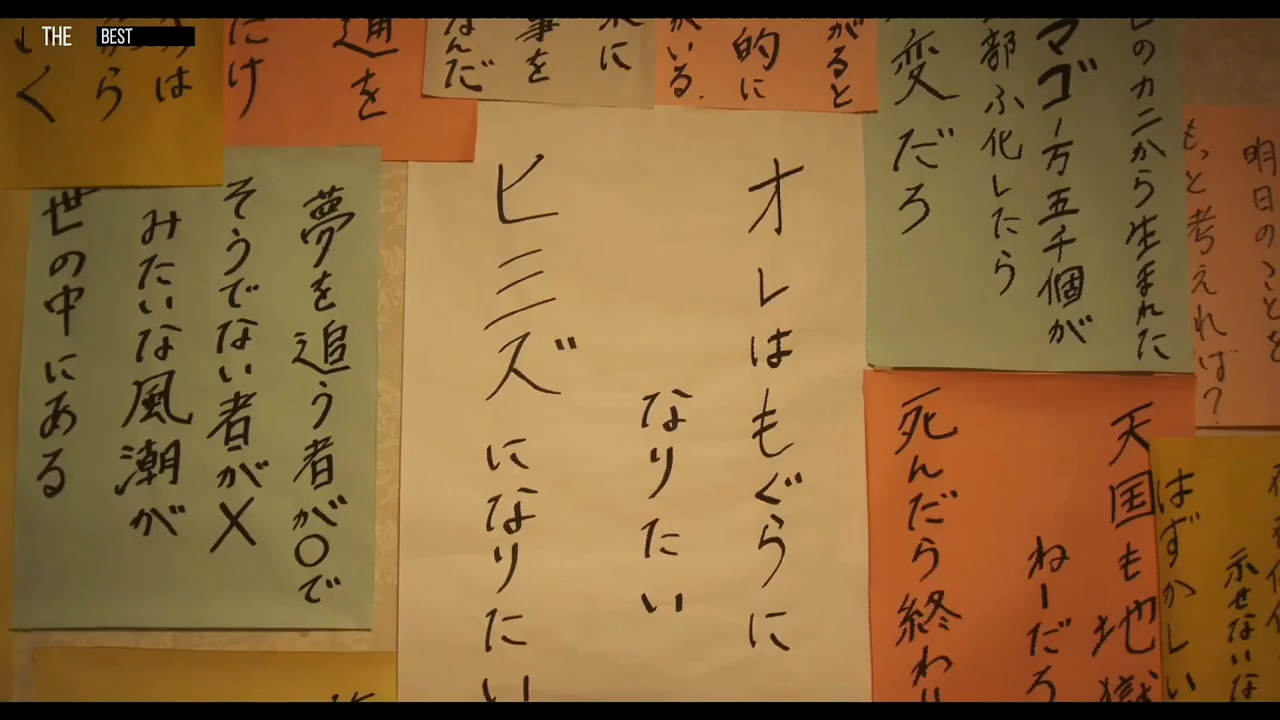 THE BEST
明日のことを
もっと考えれば?
のカニから生まれた
マゴ一万五千個が
部ふ化したら
変だろ
がると
的に
がいる.
れに
事を
なんだ
通を
にけ
は
から
いく
オレはもぐらに
なりたい
ヒミズになりたい
夢を追う者が○で
そうでない者が×
みたいな風潮が
世の中にある
天国も地獄
ねーだろ
死んだら終わり
はずかしい
示せないな